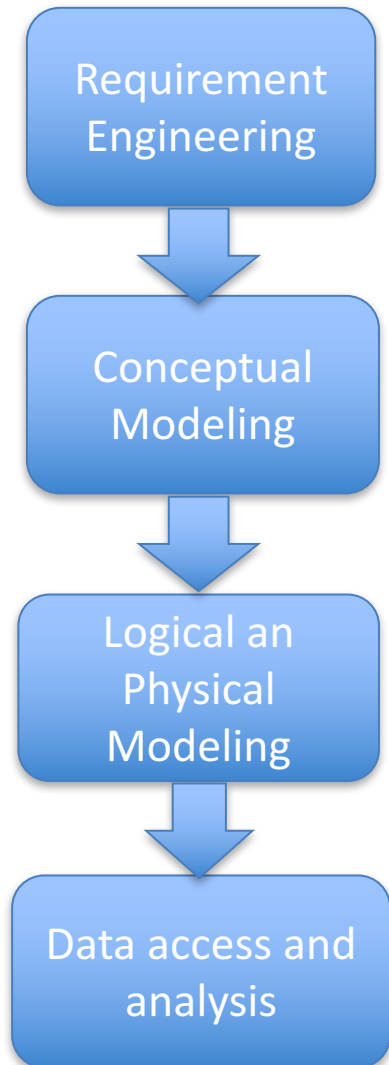 Requirement
Engineering
Conceptual
Modeling
Logical an
Physical
Modeling
Data access and
analysis